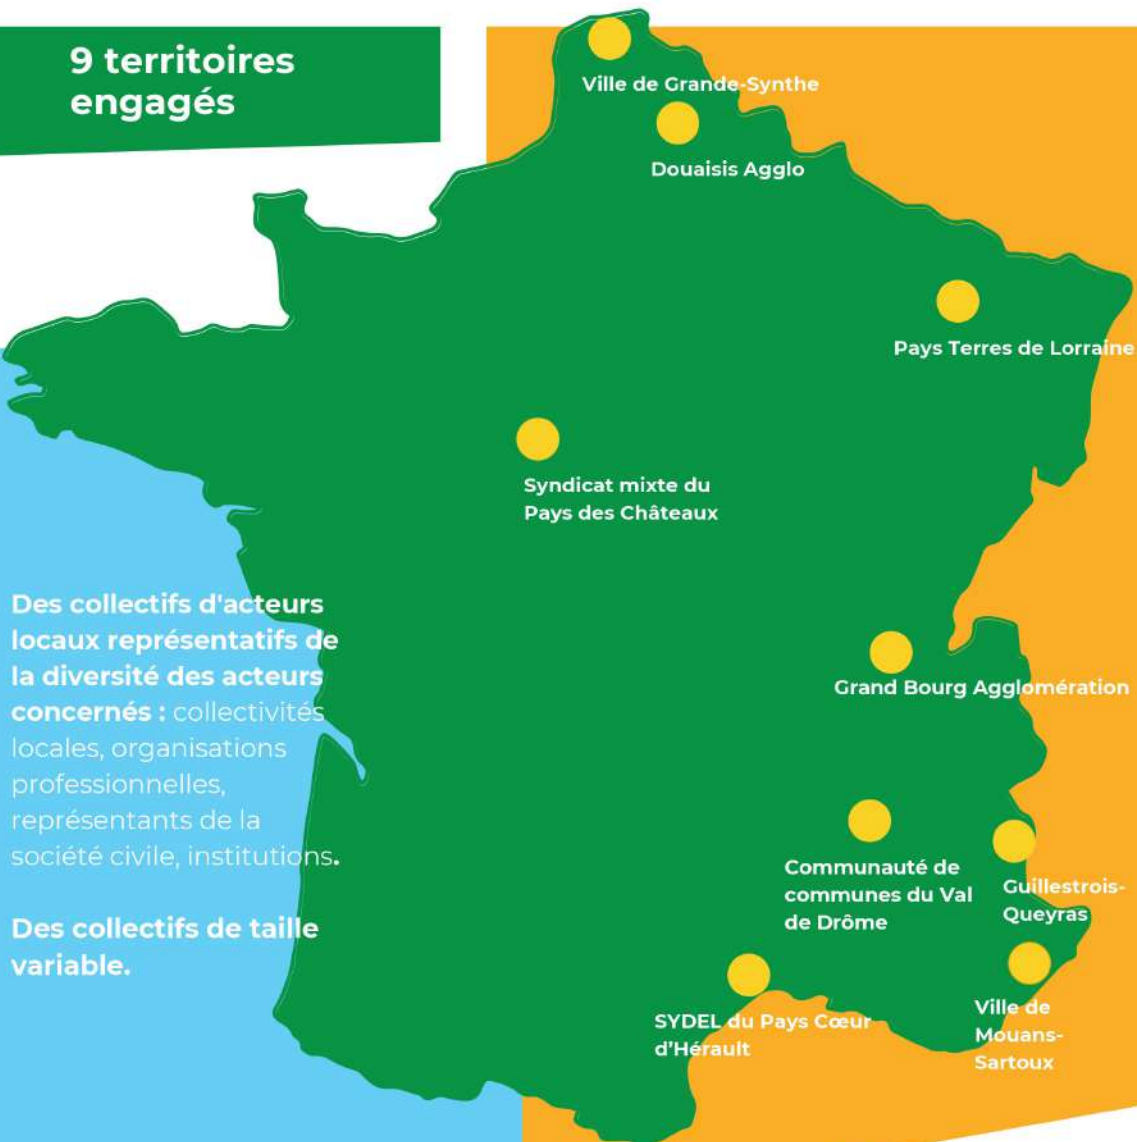 9 territoires
engagés
Ville de Grande-Synthe
Douaisis Agglo
Pays Terres de Lorraine
Syndicat mixte du
Pays des Châteaux
Des collectifs d'acteurs
locaux représentatifs de
la diversité des acteurs
concernés : collectivités
locales, organisations
professionnelles,
représentants de la
société civile, institutions.
Des collectifs de taille
variable.
Grand Bourg Agglomération
Communauté de
communes du Val
de Drôme
Guillestrois-
Queyras
SYDEL du Pays Cœur
d'Hérault
Ville de
Mouans-
Sartoux